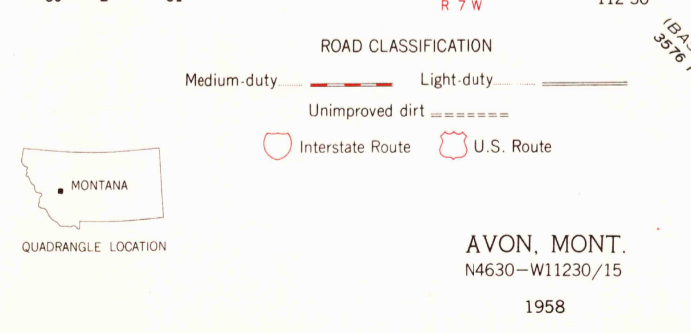 R 7 W
ROAD CLASSIFICATION
Medium-duty Light-duty
Unimproved dirt
Interstate Route U.S. Route
MONTANA
QUADRANGLE LOCATION
AVON, MONT.
N4630–W11230/15
1958
3576